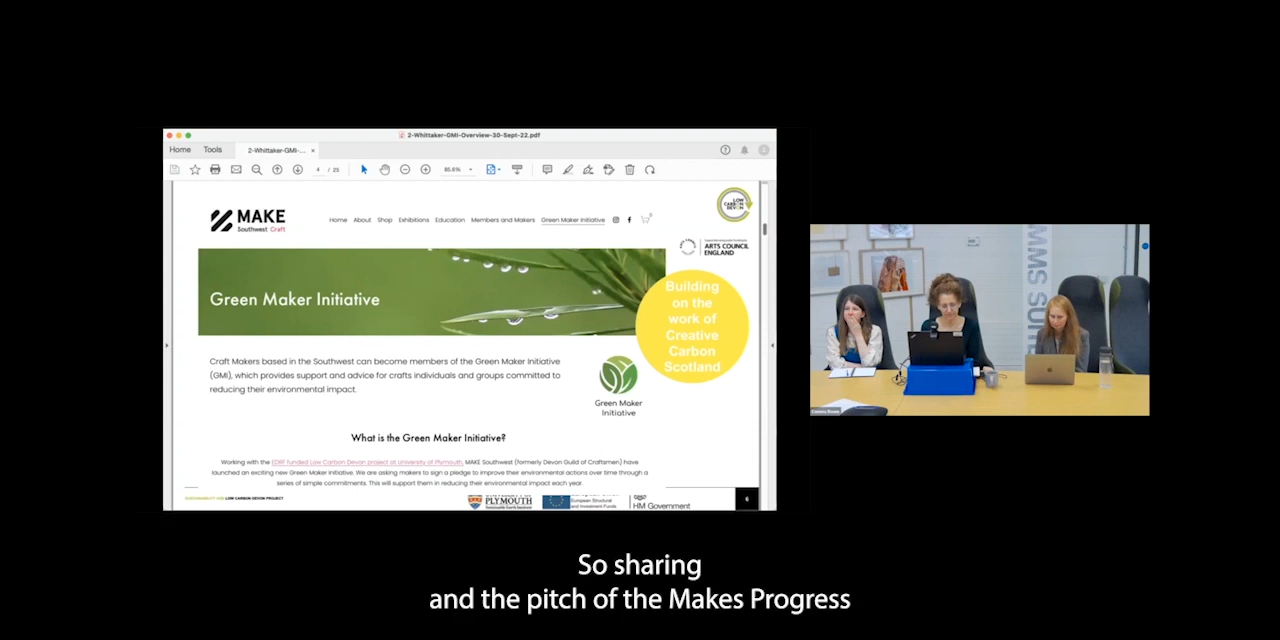 2-Whittaker-GMI-Overview-30-Sept-22.pdf
Home
Tools
2-Whittaker-GMI-...
4 / 25
85.6%
MAKE
Southwest Craft
Home About Shop Exhibitions Education Members and Makers Green Maker Initiative
LOW
CARBON
DEVON
ARTS COUNCIL
ENGLAND
Green Maker Initiative
Building
on the
work of
Creative
Carbon
Scotland
Craft Makers based in the Southwest can become members of the Green Maker Initiative
(GMI), which provides support and advice for crafts individuals and groups committed to
reducing their environmental impact.
Green Maker
Initiative
What is the Green Maker Initiative?
Working with the EDRF funded Low Carbon Devon project at University of Plymouth, MAKE Southwest (formerly Devon Guild of Craftsmen) have
launched an exciting new Green Maker Initiative. We are asking makers to sign a pledge to improve their environmental actions over time through a
series of simple commitments. This will support them in reducing their environmental impact each year.
SUSTAINABILITY HUB LOW CARBON DEVON PROJECT
PLYMOUTH
European Structural
and Investment Funds
HM Government
6
So sharing
and the pitch of the Makes Progress